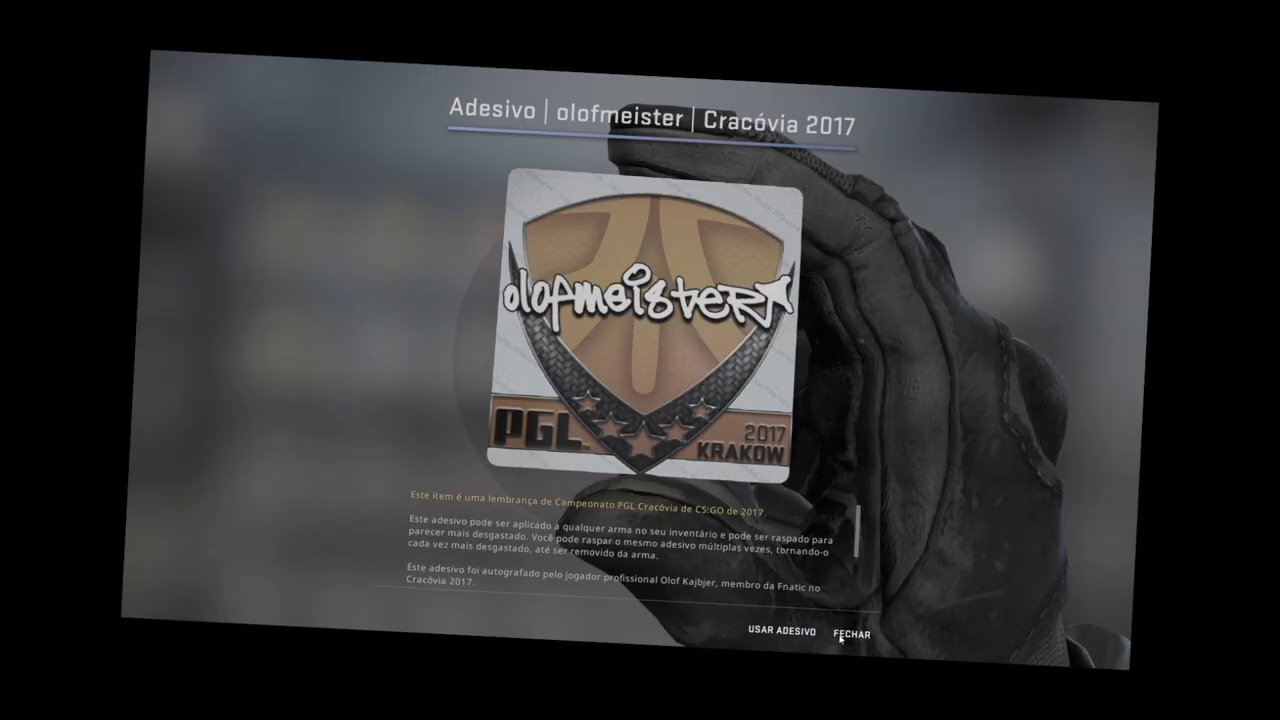 Adesivo | olofmeister | Cracóvia 2017
olofmeister
PGL
2017
KRAKOW
Este item é uma lembrança de Campeonato PGL Cracóvia de CS:GO de 2017.
Este adesivo pode ser aplicado a qualquer arma no seu inventário e pode ser raspado para
parecer mais desgastado. Você pode raspar o mesmo adesivo múltiplas vezes, tornando-o
cada vez mais desgastado, até ser removido da arma.
Este adesivo foi autografado pelo jogador profissional Olof Kajbjer, membro da Fnatic no
Cracóvia 2017.
USAR ADESIVO FECHAR